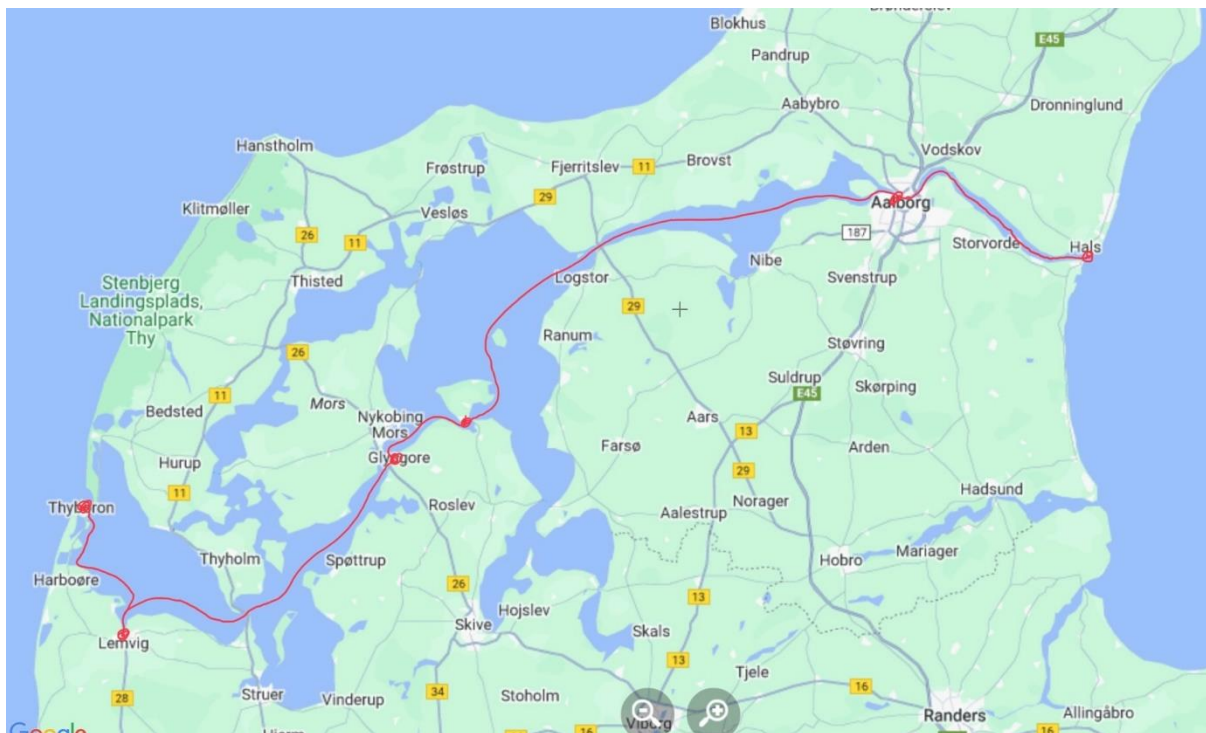 Blokhus
Pandrup
E45
Aabybro
Dronninglund
Hanstholm
Vodskov
Frøstrup
Fjerritslev
11
Brovst
29
Klitmøller
Vesløs
Aalborg
26
11
187
Storvorde
Hals
Nibe
Svenstrup
Stenbjerg
Landingsplads,
Nationalpark
Thy
Thisted
Logstor
29
Ranum
Støvring
26
Suldrup
Skørping
E45
11
Bedsted
Mors
Nykobing
Mors
Aars
13
Farsø
Arden
Hurup
29
Hadsund
11
Roslev
Norager
Aalestrup
Thyholm
Spøttrup
Hobro
Mariager
Harboøre
26
13
Hojslev
Skive
Skals
Lemvig
13
Tjele
28
Struer
Vinderup
34
Stoholm
16
Viborg
Randers
Allingåbro
16
16
Google